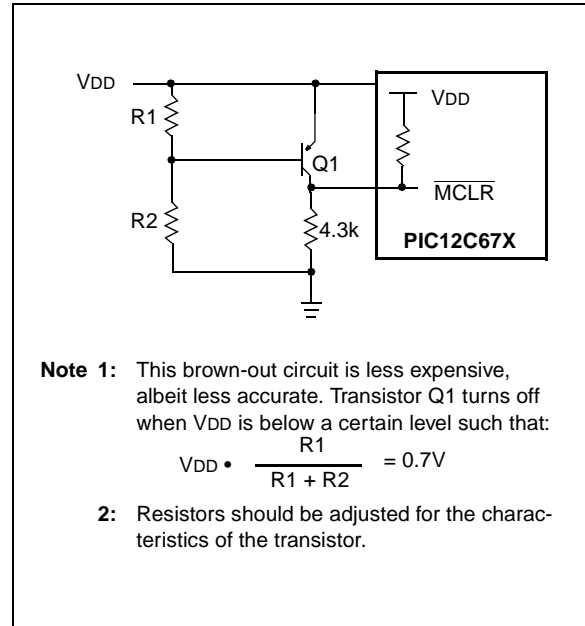 VDD
VDD
R1
Q1
MCLR
R2
4.3k
PIC12C67X
Note 1: This brown-out circuit is less expensive,
albeit less accurate. Transistor Q1 turns off
when VDD is below a certain level such that:
R1
VDD • = 0.7V
R1 + R2
2: Resistors should be adjusted for the charac-
teristics of the transistor.